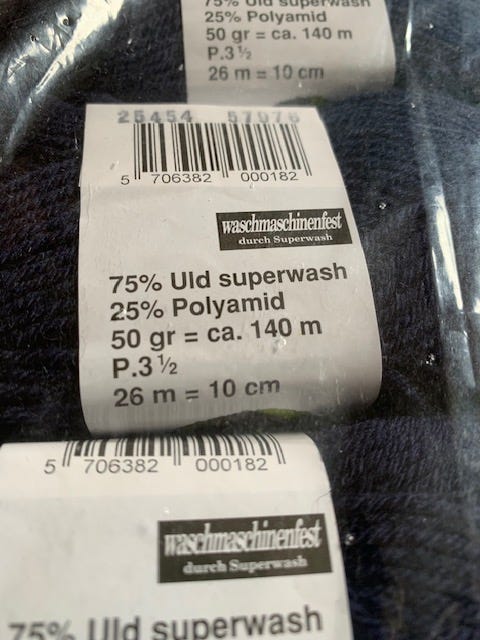 75% Uld superwash
25% Polyamid
50 gr = ca. 140 m
P.3 ½
26 m = 10 cm
25454 57076
5 706382 000182
waschmaschinenfest
durch Superwash
75% Uld superwash
25% Polyamid
50 gr = ca. 140 m
P.3 ½
26 m = 10 cm
5 706382 000182
waschmaschinenfest
durch Superwash
75% Uld superwash